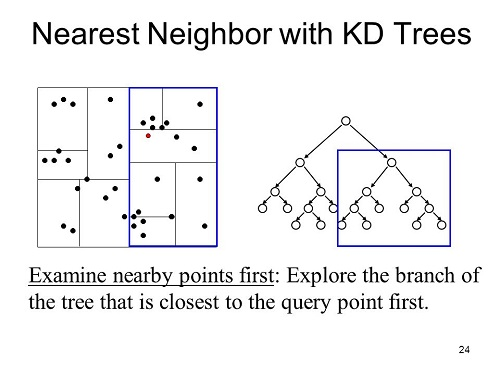 Nearest Neighbor with KD Trees
Examine nearby points first: Explore the branch of
the tree that is closest to the query point first.
24